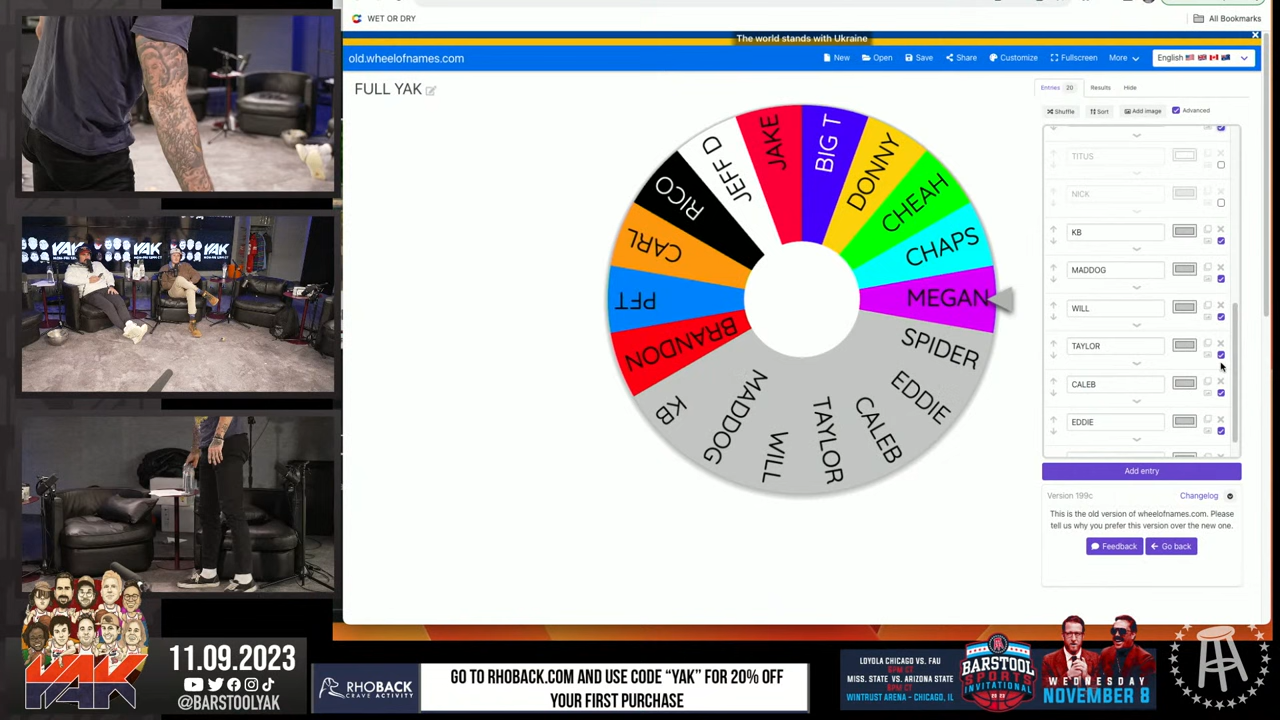 WET OR DRY
All Bookmarks
The world stands with Ukraine
old.wheelofnames.com
New
Open
Save
Share
Customize
Fullscreen
More
English
FULL YAK
Entries 20
Results
Hide
Shuffle
Sort
Add image
Advanced
JAKE
BIG T
DONNY
CHEAH
CHAPS
MEGAN
SPIDER
EDDIE
CALEB
TAYLOR
WILL
MADDOG
KB
BRANDON
PFT
CARL
RICO
JEFF D
TITUS
NICK
KB
MADDOG
WILL
TAYLOR
CALEB
EDDIE
Add entry
Version 199c
Changelog
This is the old version of wheelofnames.com. Please
tell us why you prefer this version over the new one.
Feedback
Go back
YAK
YAK
YAK
11.09.2023
@BARSTOOLYAK
RHOBACK
CRAVE ACTIVITY
GO TO RHOBACK.COM AND USE CODE “YAK” FOR 20% OFF
YOUR FIRST PURCHASE
LOYOLA CHICAGO VS. FAU
MISS. STATE VS. ARIZONA STATE
WINTRUST ARENA - CHICAGO, IL
BARSTOOL
SPORTS
INVITATIONAL
WEDNESDAY
NOVEMBER 8